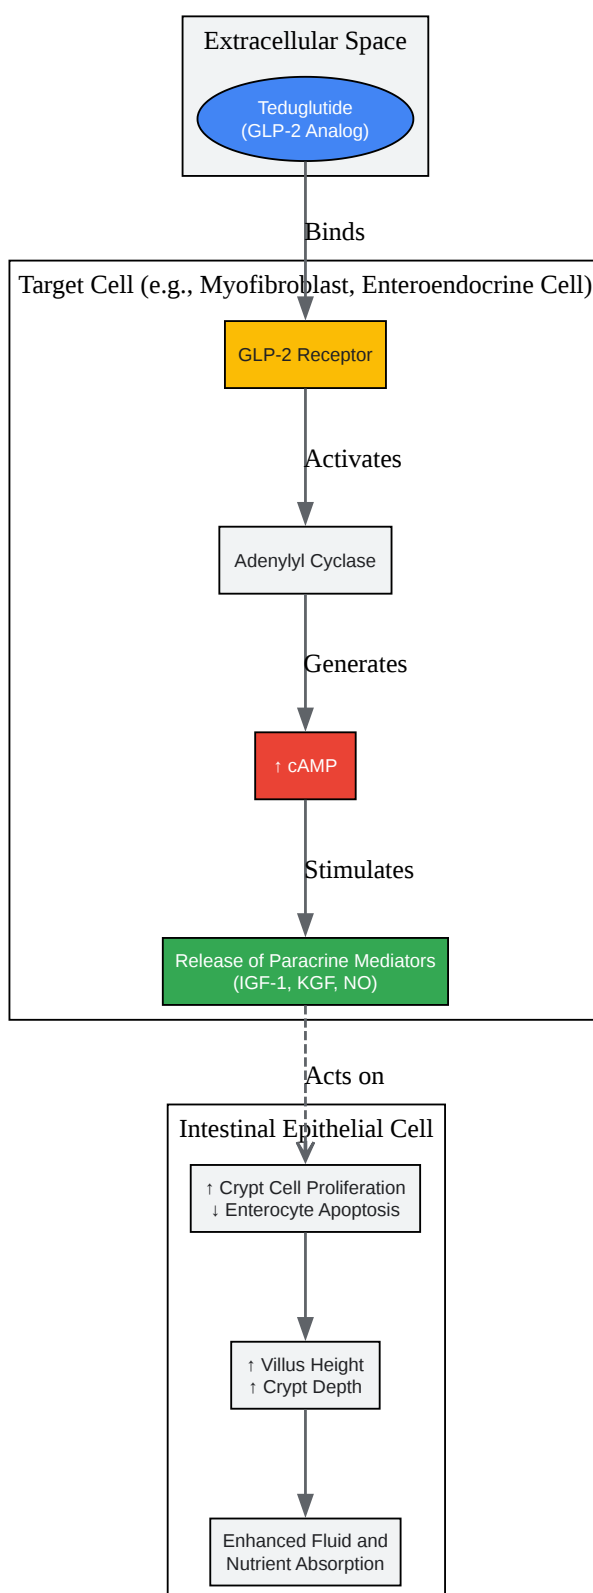 Extracellular Space
Teduglutide
(GLP-2 Analog)
Binds
Target Cell (e.g., Myofibroblast, Enteroendocrine Cell)
GLP-2 Receptor
Activates
Adenylyl Cyclase
Generates
↑ cAMP
Stimulates
Release of Paracrine Mediators
(IGF-1, KGF, NO)
Acts on
Intestinal Epithelial Cell
↑ Crypt Cell Proliferation
↓ Enterocyte Apoptosis
↑ Villus Height
↑ Crypt Depth
Enhanced Fluid and
Nutrient Absorption